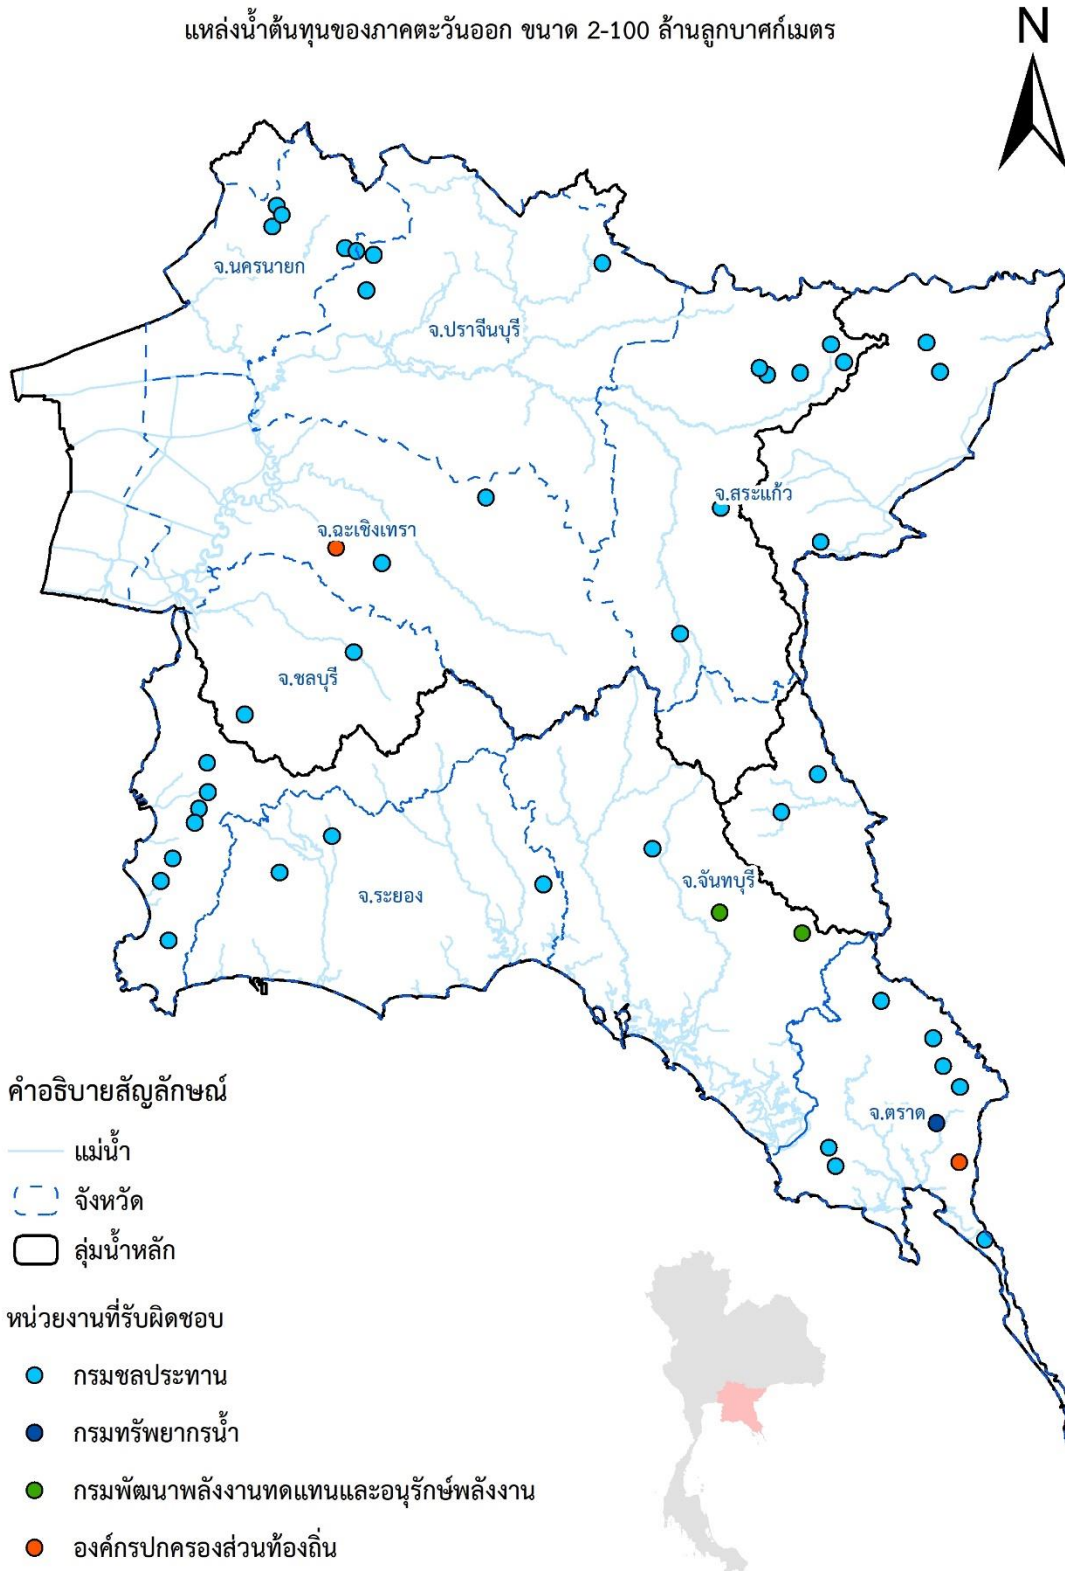 แหล่งน้ำต้นทุนของภาคตะวันออก ขนาด 2-100 ล้านลูกบาศก์เมตร
N
จ.นครนายก
จ.ปราจีนบุรี
จ.สระแก้ว
จ.ฉะเชิงเทรา
จ.ชลบุรี
จ.จันทบุรี
จ.ระยอง
จ.ตราด
คำอธิบายสัญลักษณ์
แม่น้ำ
จังหวัด
ลุ่มน้ำหลัก
หน่วยงานที่รับผิดชอบ
กรมชลประทาน
กรมทรัพยากรน้ำ
กรมพัฒนาพลังงานทดแทนและอนุรักษ์พลังงาน
องค์กรปกครองส่วนท้องถิ่น